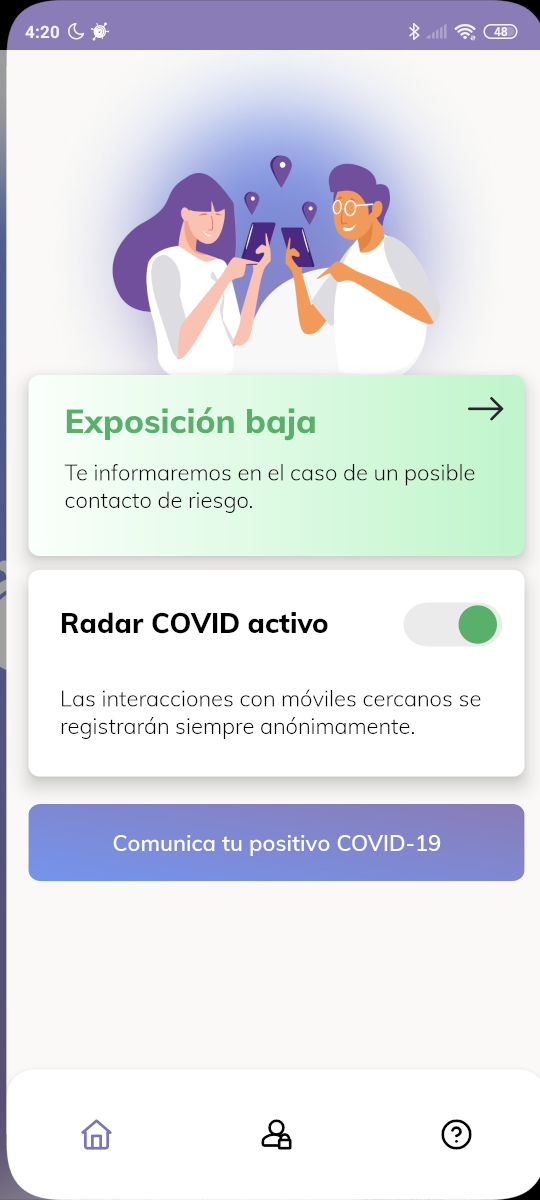 4:20
48
Exposición baja
Te informaremos en el caso de un posible
contacto de riesgo.
Radar COVID activo
Las interacciones con móviles cercanos se
registrarán siempre anónimamente.
Comunica tu positivo COVID-19